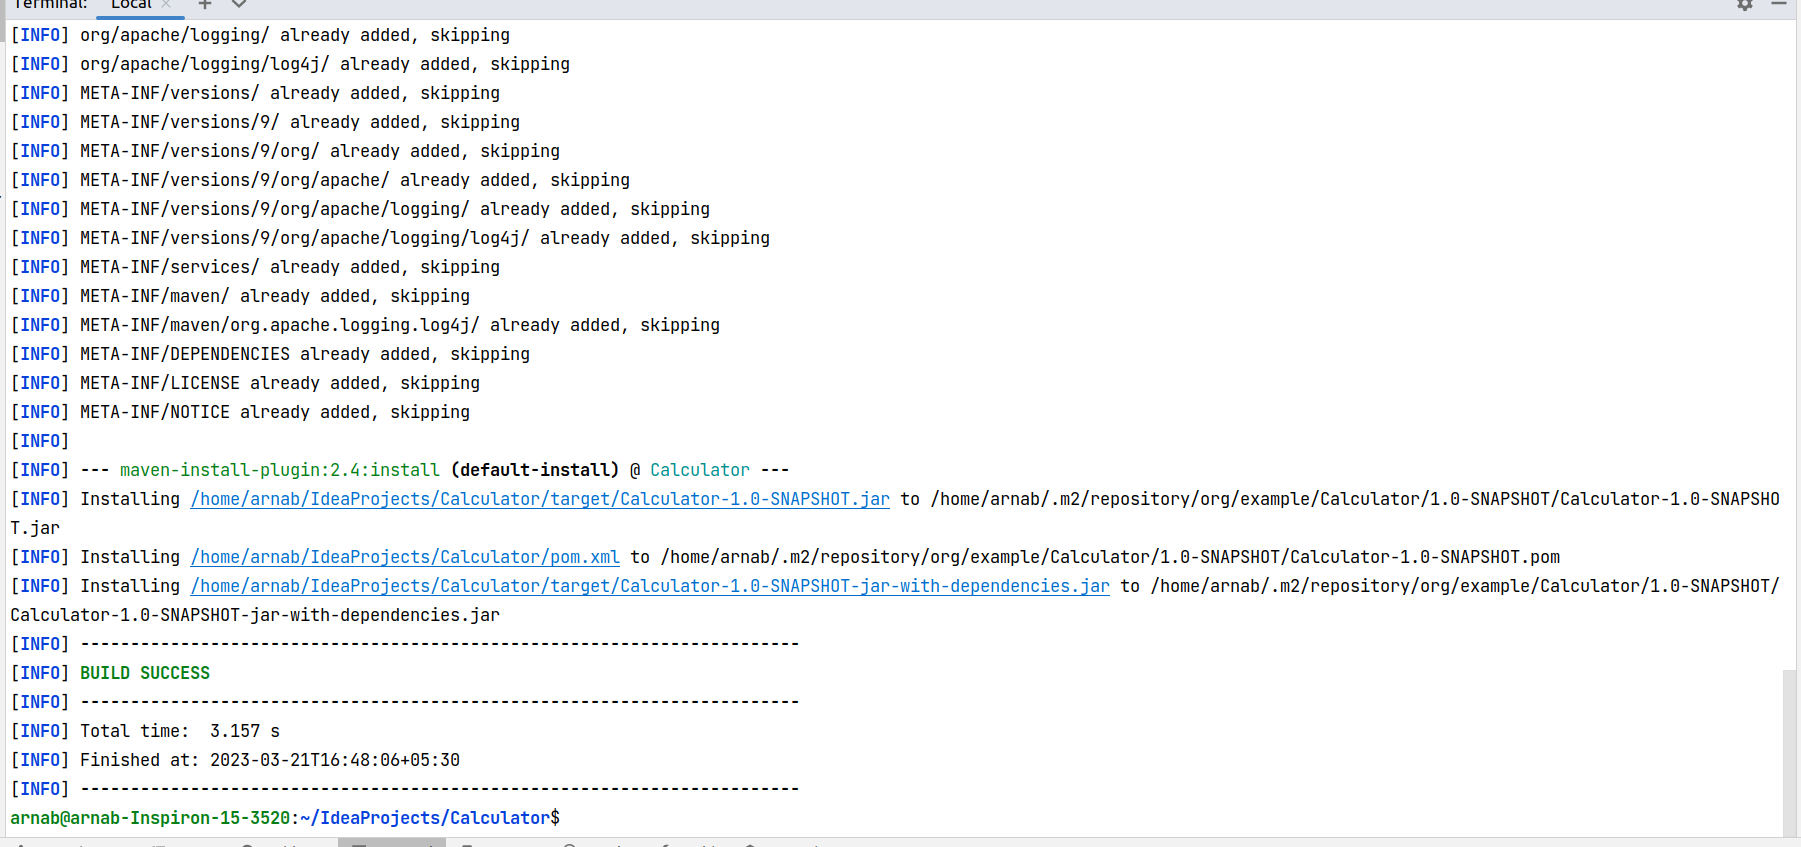 Terminal: Local
[INFO] org/apache/logging/ already added, skipping
[INFO] org/apache/logging/log4j/ already added, skipping
[INFO] META-INF/versions/ already added, skipping
[INFO] META-INF/versions/9/ already added, skipping
[INFO] META-INF/versions/9/org/ already added, skipping
[INFO] META-INF/versions/9/org/apache/ already added, skipping
[INFO] META-INF/versions/9/org/apache/logging/ already added, skipping
[INFO] META-INF/versions/9/org/apache/logging/log4j/ already added, skipping
[INFO] META-INF/services/ already added, skipping
[INFO] META-INF/maven/ already added, skipping
[INFO] META-INF/maven/org.apache.logging.log4j/ already added, skipping
[INFO] META-INF/DEPENDENCIES already added, skipping
[INFO] META-INF/LICENSE already added, skipping
[INFO] META-INF/NOTICE already added, skipping
[INFO]
[INFO] --- maven-install-plugin:2.4:install (default-install) @ Calculator ---
[INFO] Installing /home/arnab/IdeaProjects/Calculator/target/Calculator-1.0-SNAPSHOT.jar to /home/arnab/.m2/repository/org/example/Calculator/1.0-SNAPSHOT/Calculator-1.0-SNAPSHO
T.jar
[INFO] Installing /home/arnab/IdeaProjects/Calculator/pom.xml to /home/arnab/.m2/repository/org/example/Calculator/1.0-SNAPSHOT/Calculator-1.0-SNAPSHOT.pom
[INFO] Installing /home/arnab/IdeaProjects/Calculator/target/Calculator-1.0-SNAPSHOT-jar-with-dependencies.jar to /home/arnab/.m2/repository/org/example/Calculator/1.0-SNAPSHOT/
Calculator-1.0-SNAPSHOT-jar-with-dependencies.jar
[INFO] ------------------------------------------------------------------------
[INFO] BUILD SUCCESS
[INFO] ------------------------------------------------------------------------
[INFO] Total time:  3.157 s
[INFO] Finished at: 2023-03-21T16:48:06+05:30
[INFO] ------------------------------------------------------------------------
arnab@arnab-Inspiron-15-3520:~/IdeaProjects/Calculator$